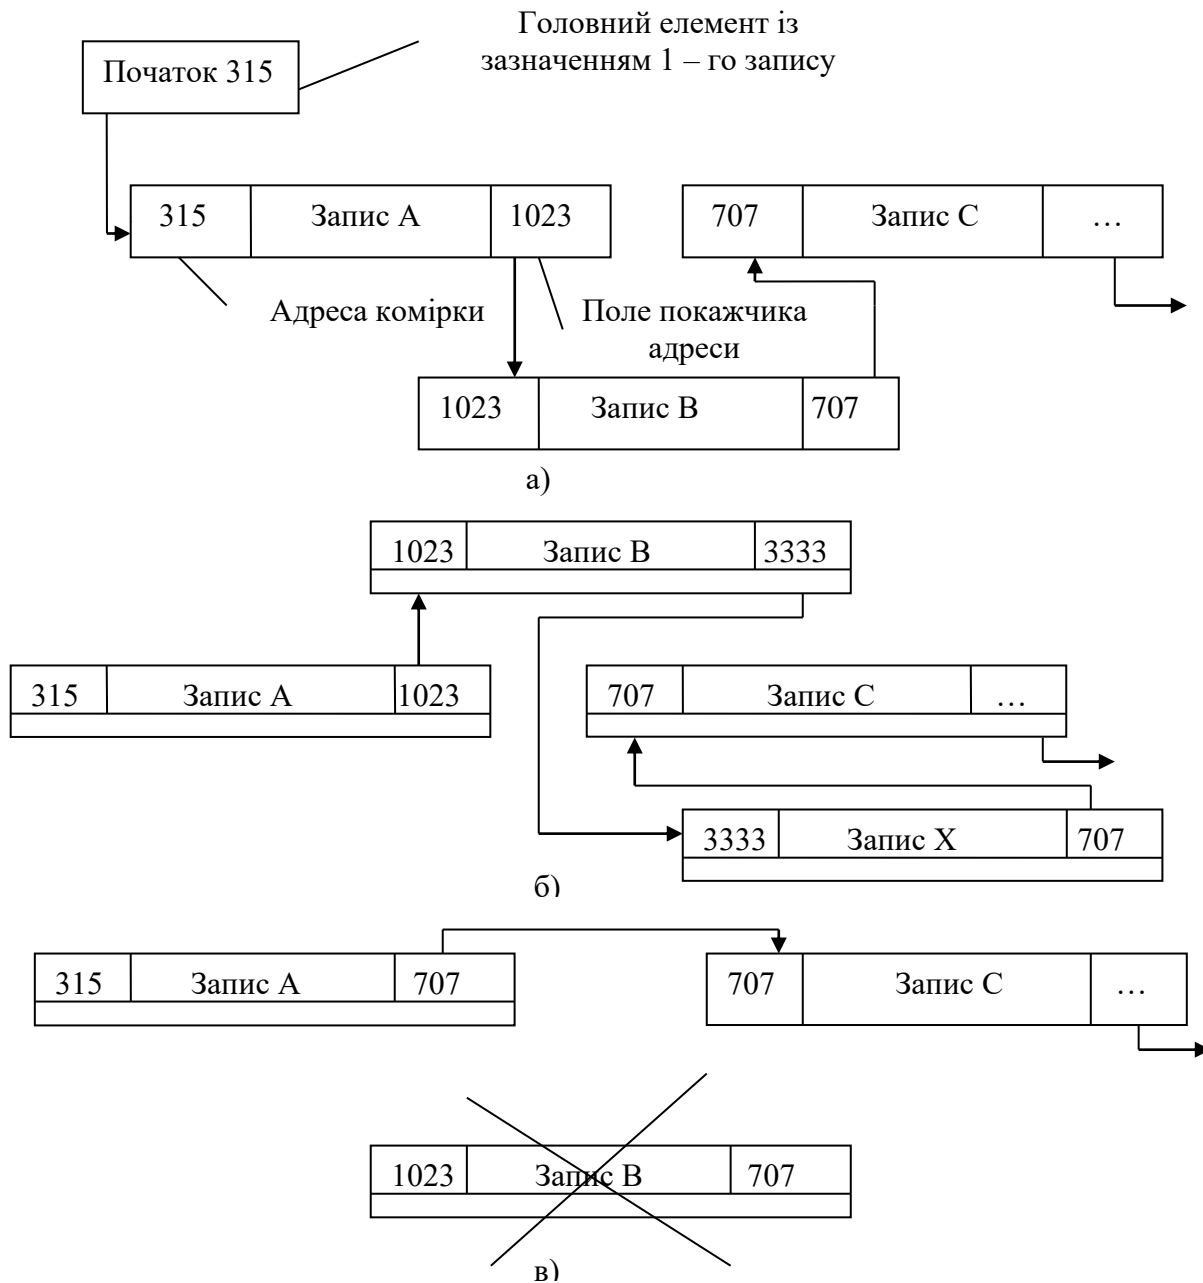 Головний елемент із
зазначенням 1 – го запису
Початок 315
315 Запис А 1023
707 Запис С …
Адреса комірки
Поле покажчика
адреси
1023 Запис В 707
а)
1023 Запис В 3333
315 Запис А 1023
707 Запис С …
3333 Запис Х 707
б)
315 Запис А 707
707 Запис С …
1023 Запис В 707
в)